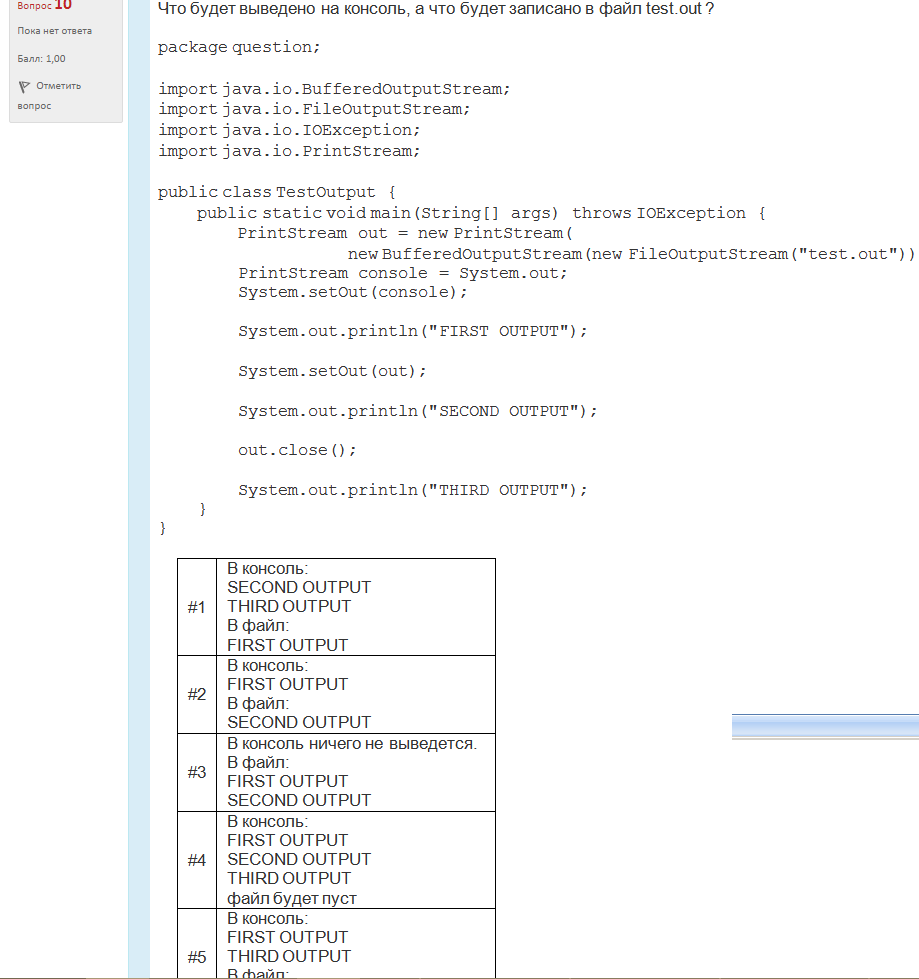 Вопрос 10
Пока нет ответа
Балл: 1,00
Отметить
вопрос
Что будет выведено на консоль, а что будет записано в файл test.out ?
package question;
import java.io.BufferedOutputStream;
import java.io.FileOutputStream;
import java.io.IOException;
import java.io.PrintStream;
public class TestOutput {
public static void main(String[] args) throws IOException {
PrintStream out = new PrintStream(
new BufferedOutputStream(new FileOutputStream("test.out"))
PrintStream console = System.out;
System.setOut(console);
System.out.println("FIRST OUTPUT");
System.setOut(out);
System.out.println("SECOND OUTPUT");
out.close();
System.out.println("THIRD OUTPUT");
}
}
#1
В консоль:
SECOND OUTPUT
THIRD OUTPUT
В файл:
FIRST OUTPUT
#2
В консоль:
FIRST OUTPUT
В файл:
SECOND OUTPUT
#3
В консоль ничего не выведется.
В файл:
FIRST OUTPUT
SECOND OUTPUT
#4
В консоль:
FIRST OUTPUT
SECOND OUTPUT
THIRD OUTPUT
файл будет пуст
#5
В консоль:
FIRST OUTPUT
THIRD OUTPUT
В файл: